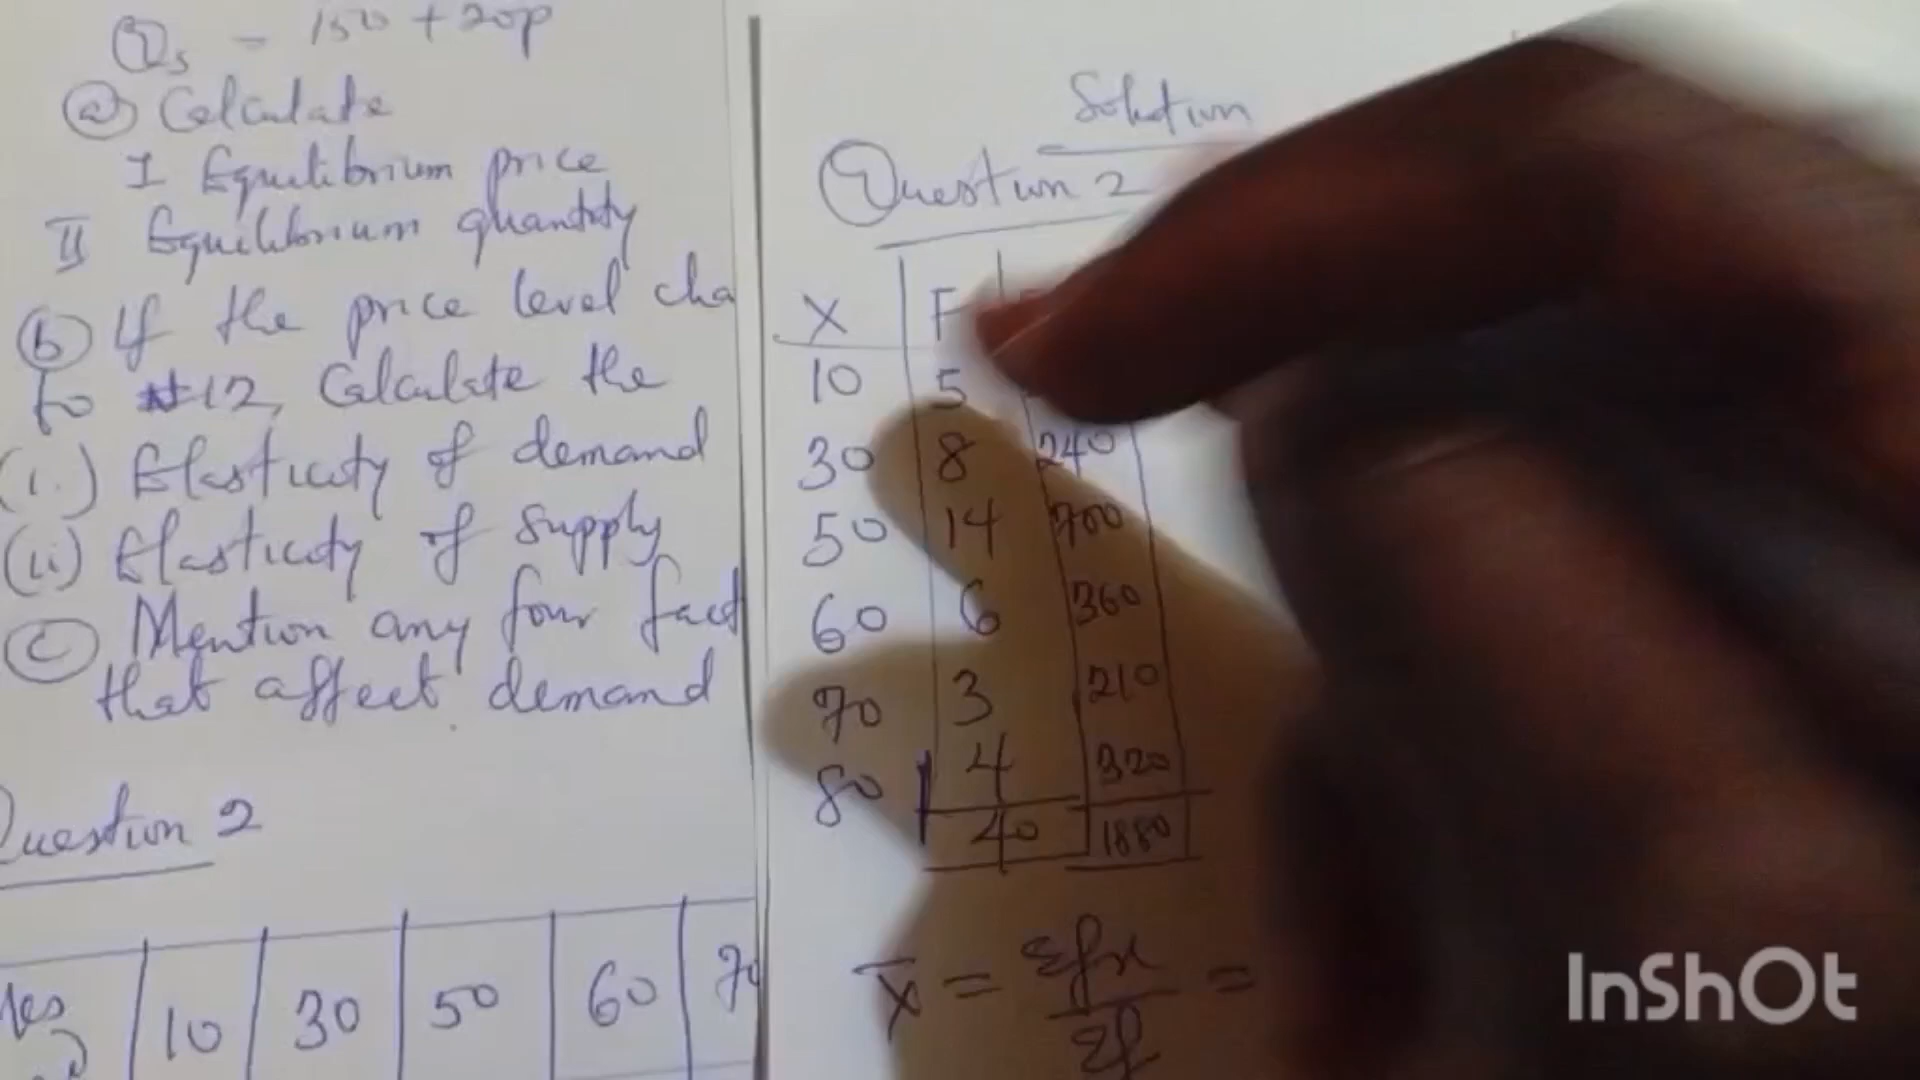 Qs = 150 + 20p
(a) Calculate
I Equilibrium price
II Equilibrium quantity
(b) If the price level cha
to ₦12, Calculate the
(i.) Elasticity of demand
(ii) Elasticity of supply
(c) Mention any four fact
that affect demand
Question 2
10 30 50 60 70
Solution
Question 2
X F
10 5
30 8 240
50 14 700
60 6 360
70 3 210
80 4 320
40 1880
X̄ = Σfx =
Σf
InShOt